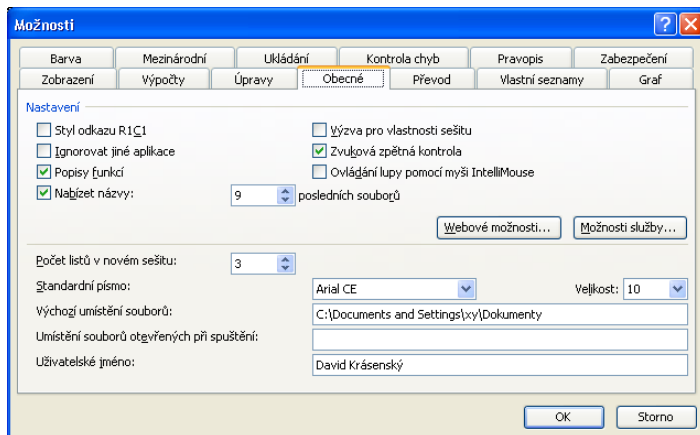 Možnosti
Barva Mezinárodní Ukládání Kontrola chyb Pravopis Zabezpečení
Zobrazení Výpočty Úpravy Obecné Převod Vlastní seznamy Graf
Nastavení
Styl odkazu R1C1 Výzva pro vlastnosti sešitu
Ignorovat jiné aplikace Zvuková zpětná kontrola
Popisy funkcí Ovládání lupy pomocí myši IntelliMouse
Nabízet názvy: 9 posledních souborů
Webové možnosti... Možnosti služby...
Počet listů v novém sešitu: 3
Standardní písmo: Arial CE Velikost: 10
Výchozí umístění souborů: C:\Documents and Settings\xy\Dokumenty
Umístění souborů otevřených při spuštění:
Uživatelské jméno: David Krásenský
OK Storno